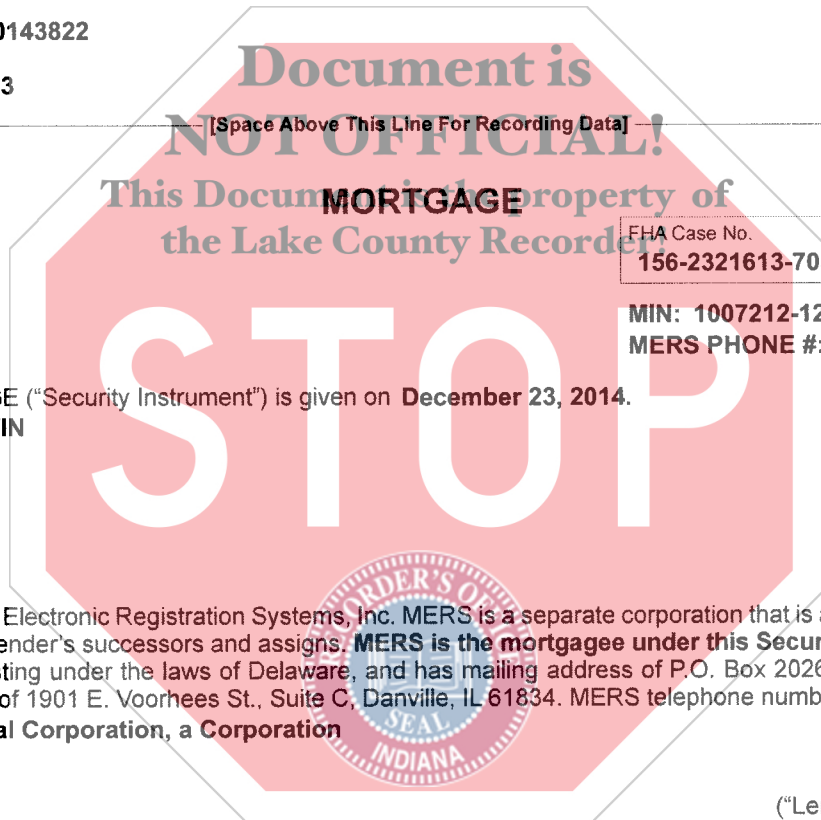 0143822
Document is
3
[Space Above This Line For Recording Data]
NOT OFFICIAL!
MORTGAGE
This Document is the property of
the Lake County Recorder!
FHA Case No.
156-2321613-70
MIN: 1007212-12
MERS PHONE #:
STOP
E (“Security Instrument”) is given on December 23, 2014.
IN
Electronic Registration Systems, Inc. MERS is a separate corporation that is a
ender's successors and assigns. MERS is the mortgagee under this Secur
ting under the laws of Delaware, and has mailing address of P.O. Box 2026
of 1901 E. Voorhees St., Suite C, Danville, IL 61834. MERS telephone numb
al Corporation, a Corporation
RECORDER'S OFFICE
SEAL
INDIANA
(“Le